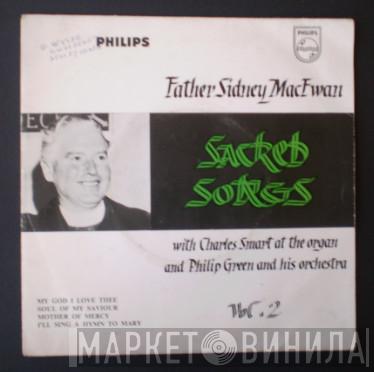 PHILIPS
PHILIPS
Father Sidney MacEwan
SACRED
SONGS
with Charles Smart at the organ
and Philip Green and his orchestra
MY GOD I LOVE THEE
SOUL OF MY SAVIOUR
MOTHER OF MERCY
I'LL SING A HYMN TO MARY
Vol. 2
МАРКЕТ ВИНИЛА